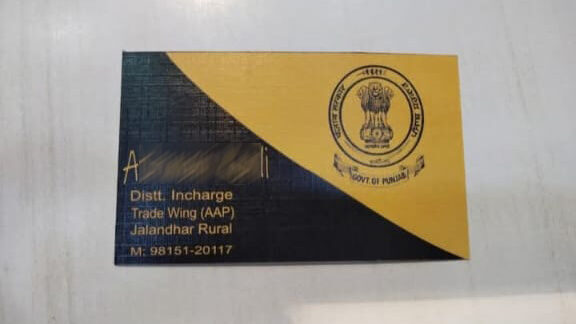 Distt. Incharge
Trade Wing (AAP)
Jalandhar Rural
M: 98151-20117
GOVT. OF PUNJAB